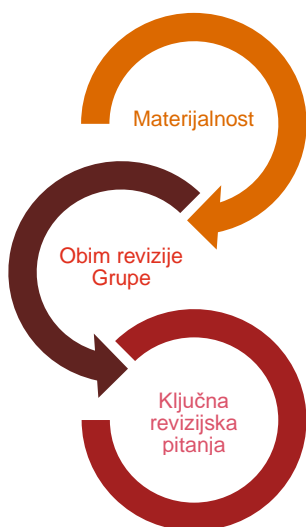 Materijalnost
Obim revizije
Grupe
Ključna
revizijska
pitanja